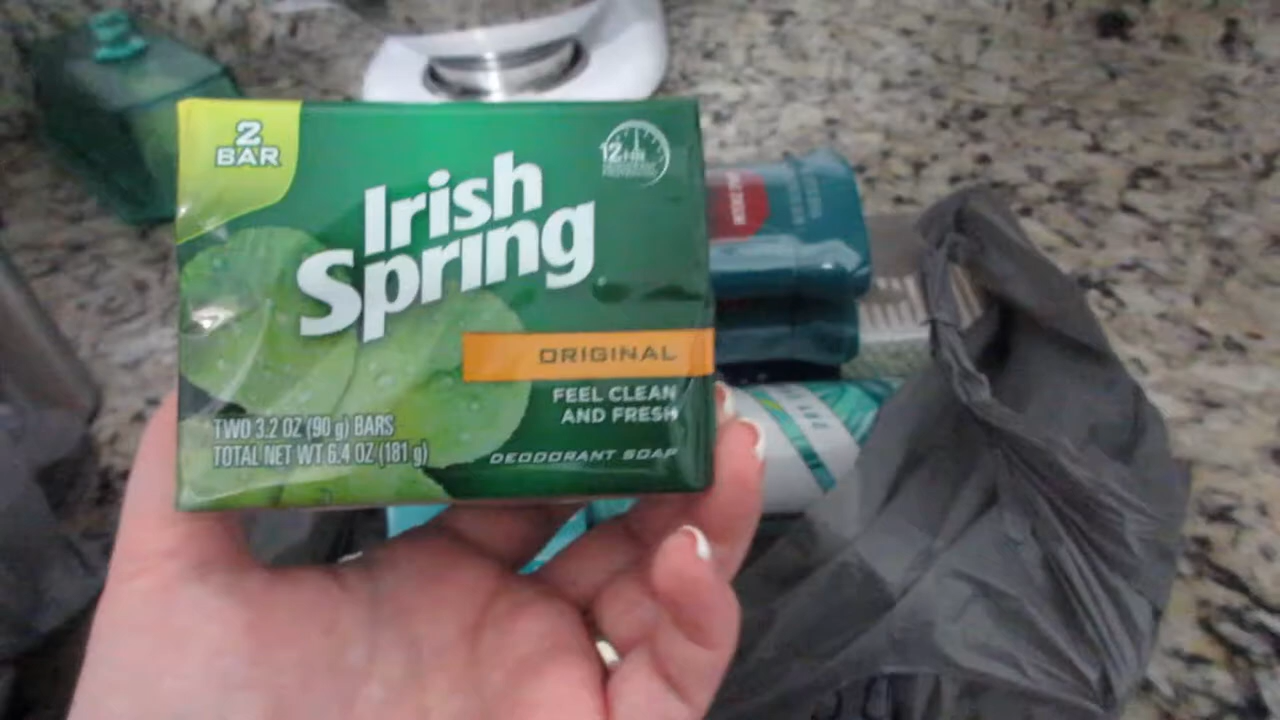 2
BAR
12 HR
Irish
Spring
ORIGINAL
FEEL CLEAN
AND FRESH
TWO 3.2 OZ (90 g) BARS
TOTAL NET WT 6.4 OZ (181 g)
DEODORANT SOAP